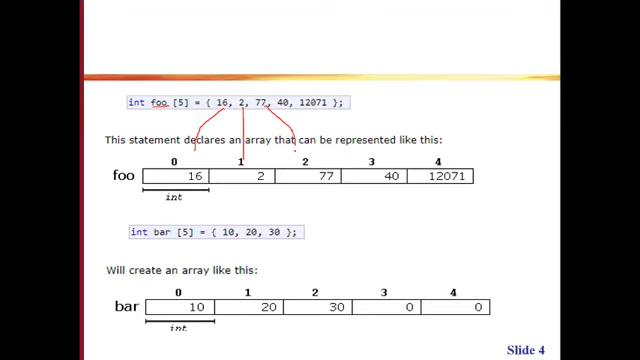 int foo [5] = { 16, 2, 77, 40, 12071 };
This statement declares an array that can be represented like this:
0 1 2 3 4
foo 16 2 77 40 12071
int
int bar [5] = { 10, 20, 30 };
Will create an array like this:
0 1 2 3 4
bar 10 20 30 0 0
int
Slide 4